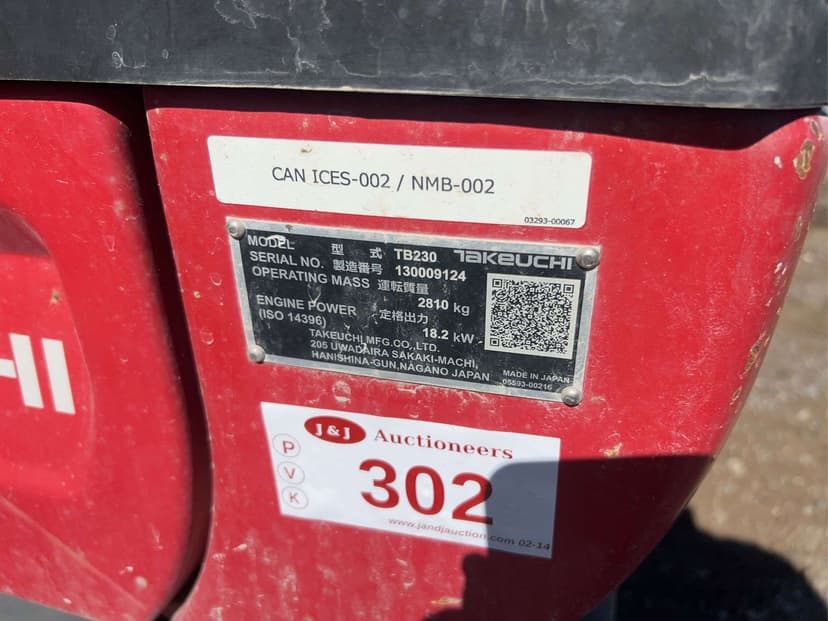 CAN ICES-002 / NMB-002
03293-00067
MODEL 型 式 TB230 TAKEUCHI
SERIAL NO. 製造番号 130009124
OPERATING MASS 運転質量
2810 kg
ENGINE POWER 定格出力
(ISO 14396) 18.2 kW
TAKEUCHI MFG.CO.,LTD.
205 UWADAIRA SAKAKI-MACHI,
HANISHINA-GUN,NAGANO JAPAN
MADE IN JAPAN
05593-00216
HI
J&J Auctioneers
P
V
K
302
www.jandjauction.com 02-14